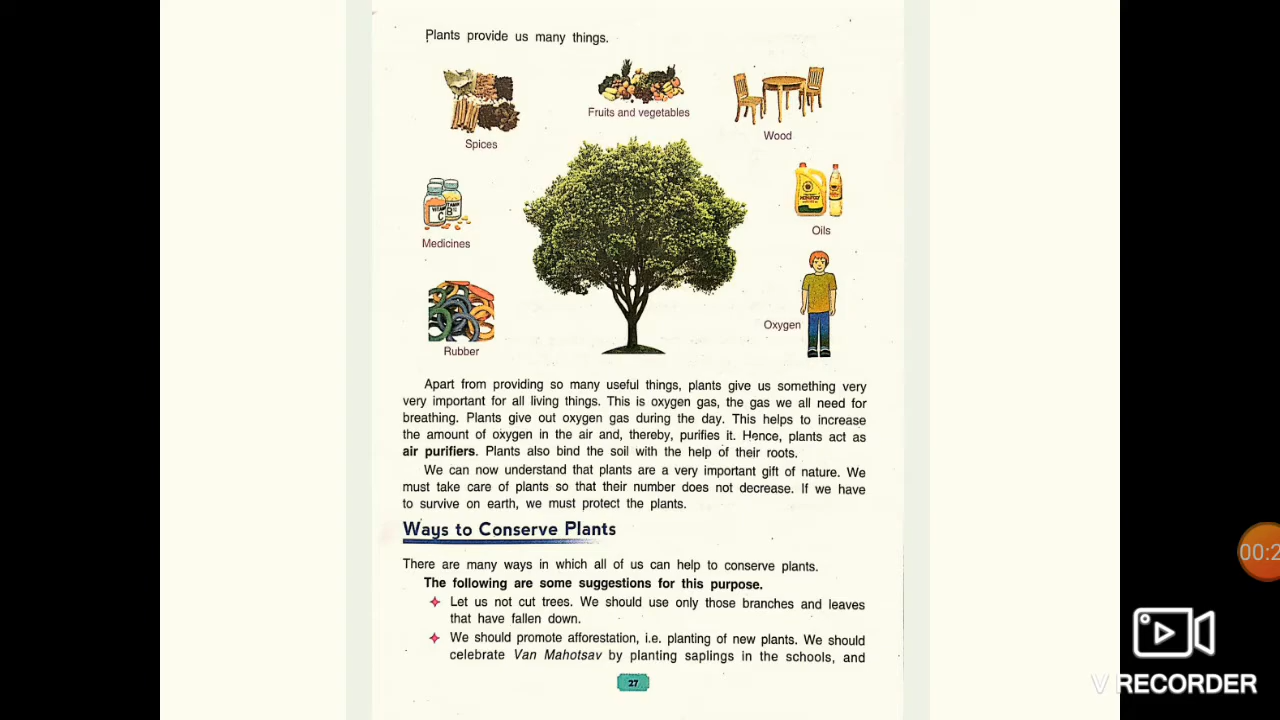 Plants provide us many things.
Fruits and vegetables
Wood
Spices
Oils
VITAMIN
C
B
Medicines
Oxygen
Rubber
Apart from providing so many useful things, plants give us something very
very important for all living things. This is oxygen gas, the gas we all need for
breathing. Plants give out oxygen gas during the day. This helps to increase
the amount of oxygen in the air and, thereby, purifies it. Hence, plants act as
air purifiers. Plants also bind the soil with the help of their roots.
We can now understand that plants are a very important gift of nature. We
must take care of plants so that their number does not decrease. If we have
to survive on earth, we must protect the plants.
Ways to Conserve Plants
There are many ways in which all of us can help to conserve plants.
The following are some suggestions for this purpose.
Let us not cut trees. We should use only those branches and leaves
that have fallen down.
We should promote afforestation, i.e. planting of new plants. We should
celebrate Van Mahotsav by planting saplings in the schools, and
27
00:2
V RECORDER